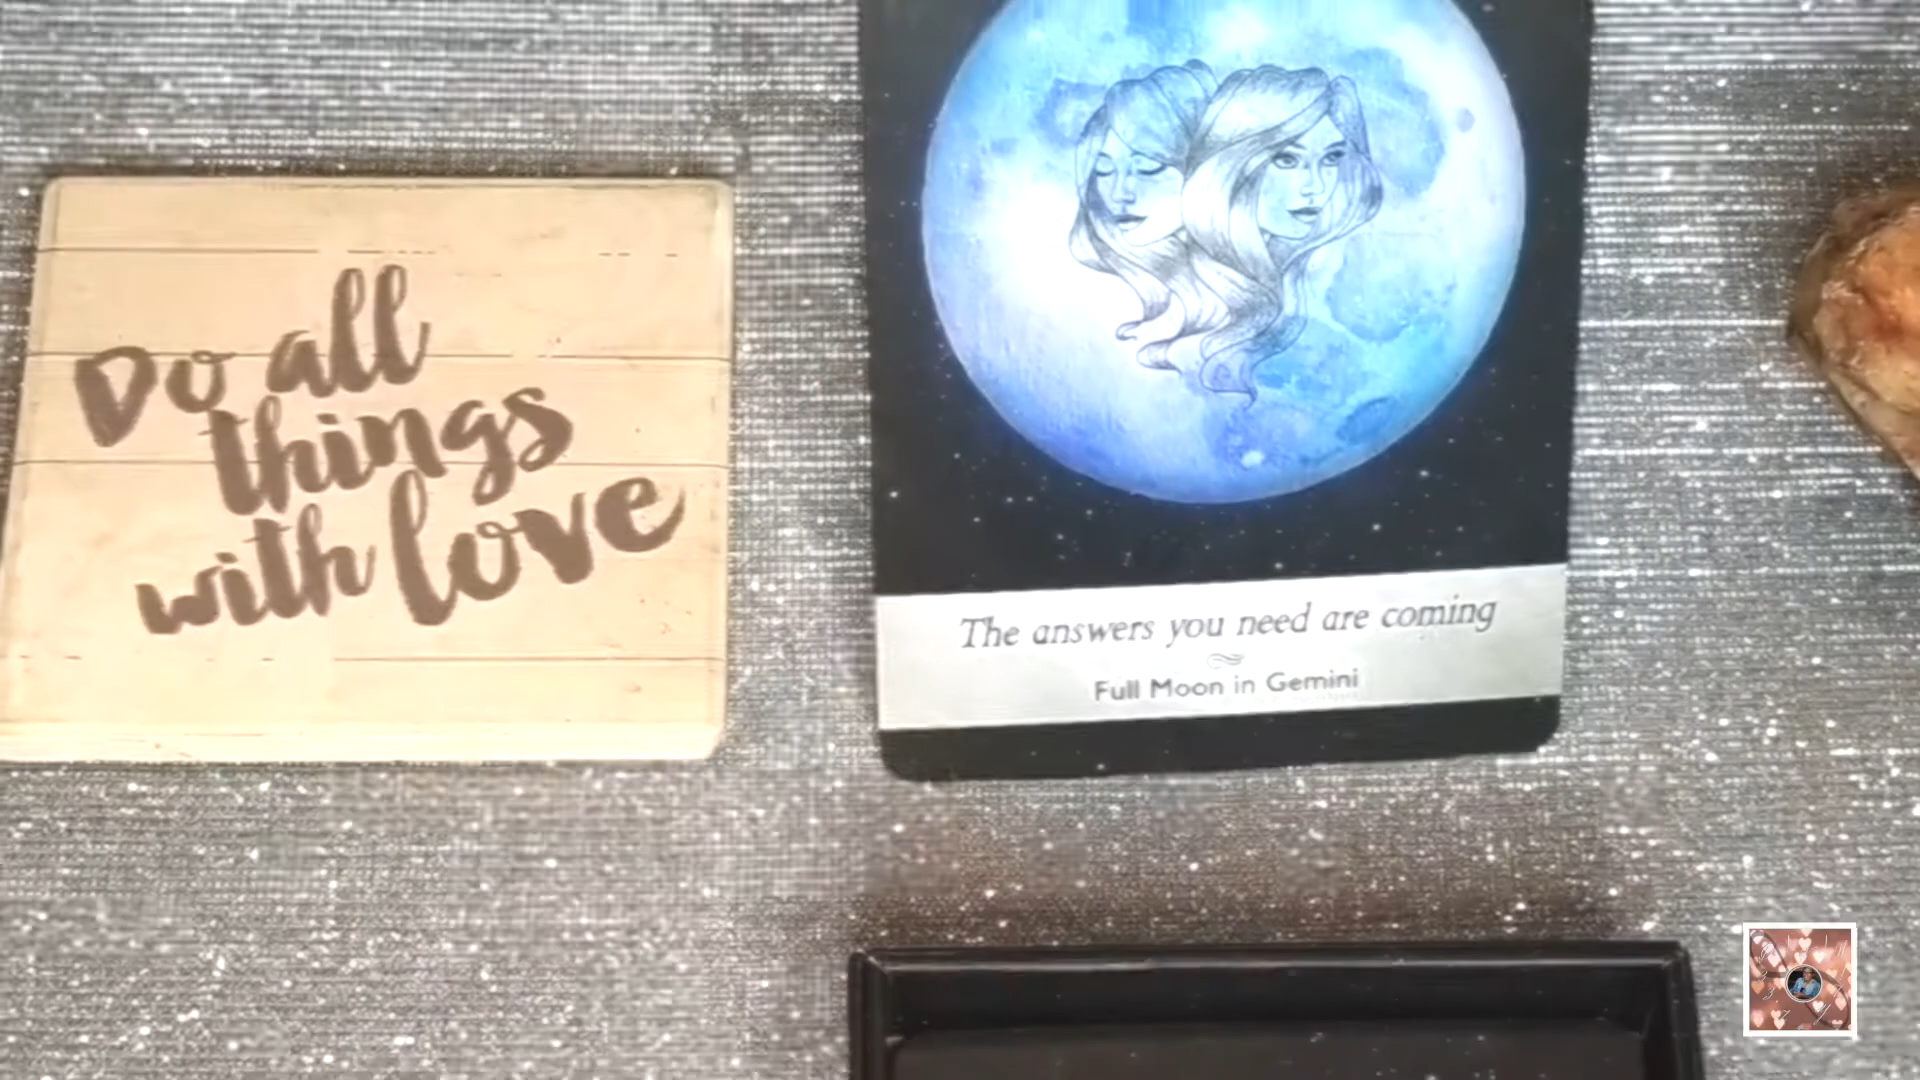 Do all
things
with love
The answers you need are coming
Full Moon in Gemini